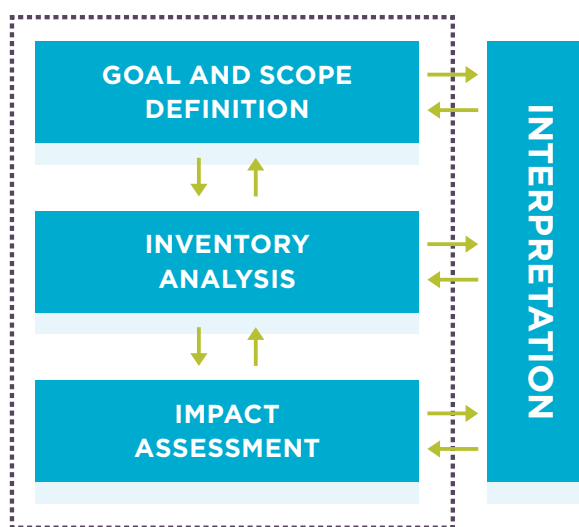 GOAL AND SCOPE
DEFINITION
INVENTORY
ANALYSIS
IMPACT
ASSESSMENT
INTERPRETATION